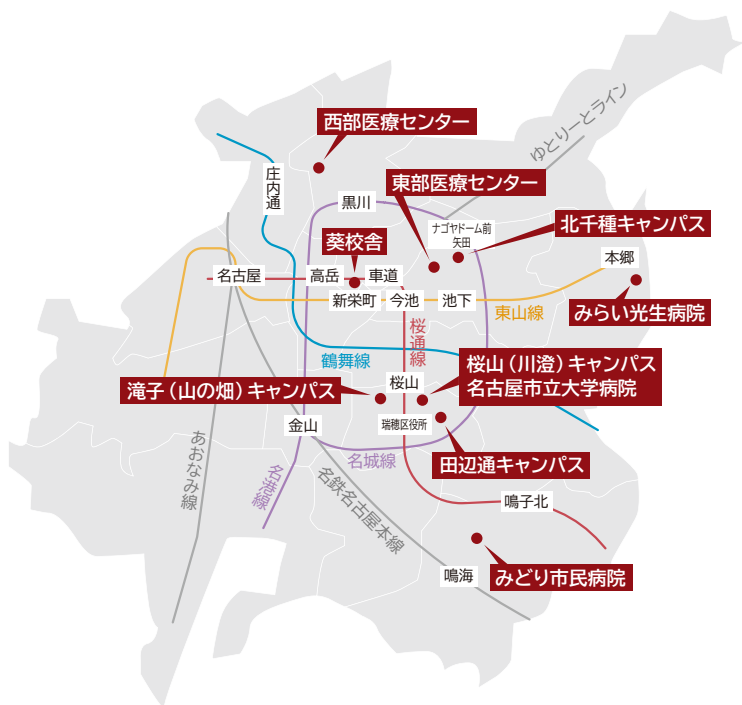 西部医療センター
ゆとりーとライン
庄内通
東部医療センター
黒川
ナゴヤドーム前
矢田
北千種キャンパス
葵校舎
本郷
名古屋
高岳
車道
新栄町
今池
池下
東山線
みらい光生病院
桜通線
鶴舞線
桜山（川澄）キャンパス
名古屋市立大学病院
滝子（山の畑）キャンパス
桜山
瑞穂区役所
金山
あおなみ線
名港線
名城線
田辺通キャンパス
名鉄名古屋本線
鳴子北
鳴海
みどり市民病院